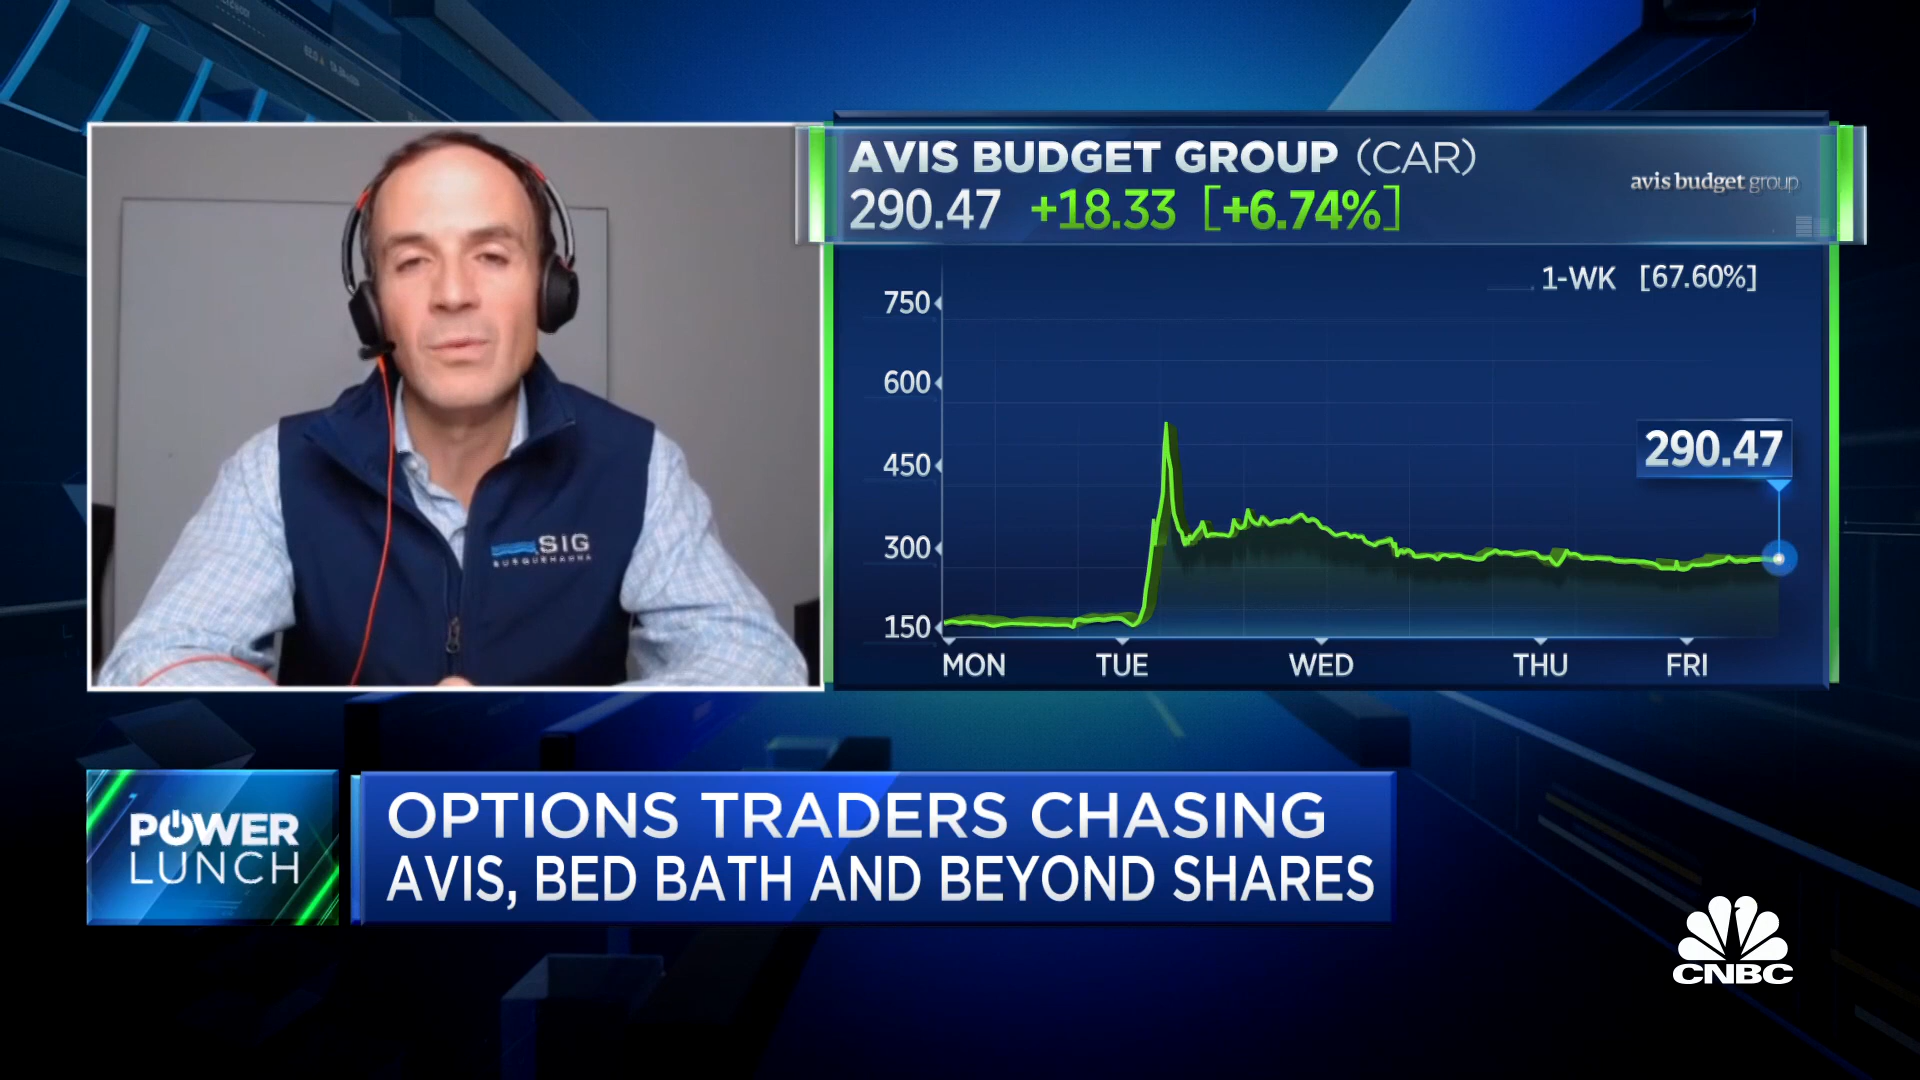 AVIS BUDGET GROUP (CAR)
290.47 +18.33 [+6.74%]
avis budget group
1-WK [67.60%]
750
600
450
300
150
290.47
MON TUE WED THU FRI
SIG
SUSQUEHANNA
POWER
LUNCH
OPTIONS TRADERS CHASING
AVIS, BED BATH AND BEYOND SHARES
CNBC